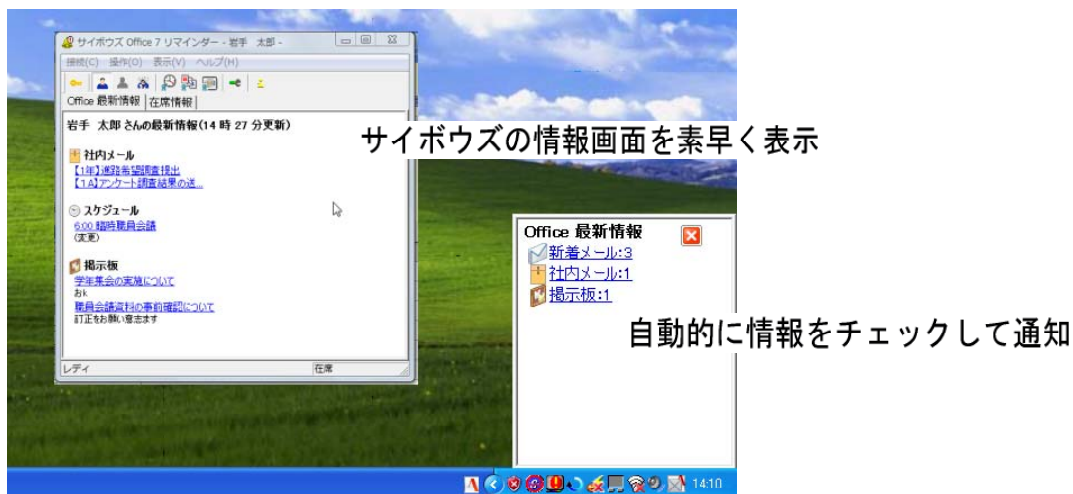 サイボウズ Office 7 リマインダー - 岩手 太郎 -
接続(C) 操作(O) 表示(V) ヘルプ(H)
Office 最新情報 在席情報
岩手 太郎 さんの最新情報(14 時 27 分更新)
社内メール
【1年】進路希望調査提出
【1A】アンケート調査結果の送...
スケジュール
6:00 臨時職員会議
(変更)
掲示板
学年集会の実施について
おk
職員会議資料の事前確認について
訂正をお願い意志ます
レディ 在席
サイボウズの情報画面を素早く表示
Office 最新情報
新着メール:3
社内メール:1
掲示板:1
自動的に情報をチェックして通知
14:10